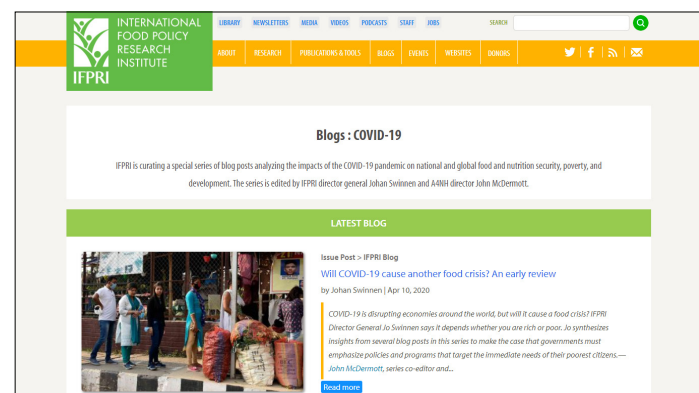 INTERNATIONAL
FOOD POLICY
RESEARCH
INSTITUTE
IFPRI
LIBRARY NEWSLETTERS MEDIA VIDEOS PODCASTS STAFF JOBS SEARCH
ABOUT RESEARCH PUBLICATIONS & TOOLS BLOGS EVENTS WEBSITES DONORS
Blogs : COVID-19
IFPRI is curating a special series of blog posts analyzing the impacts of the COVID-19 pandemic on national and global food and nutrition security, poverty, and
development. The series is edited by IFPRI director general Johan Swinnen and A4NH director John McDermott.
LATEST BLOG
Issue Post > IFPRI Blog
Will COVID-19 cause another food crisis? An early review
by Johan Swinnen | Apr 10, 2020
COVID-19 is disrupting economies around the world, but will it cause a food crisis? IFPRI
Director General Jo Swinnen says it depends whether you are rich or poor. Jo synthesizes
insights from several blog posts in this series to make the case that governments must
emphasize policies and programs that target the immediate needs of their poorest citizens.—
John McDermott, series co-editor and...
Read more